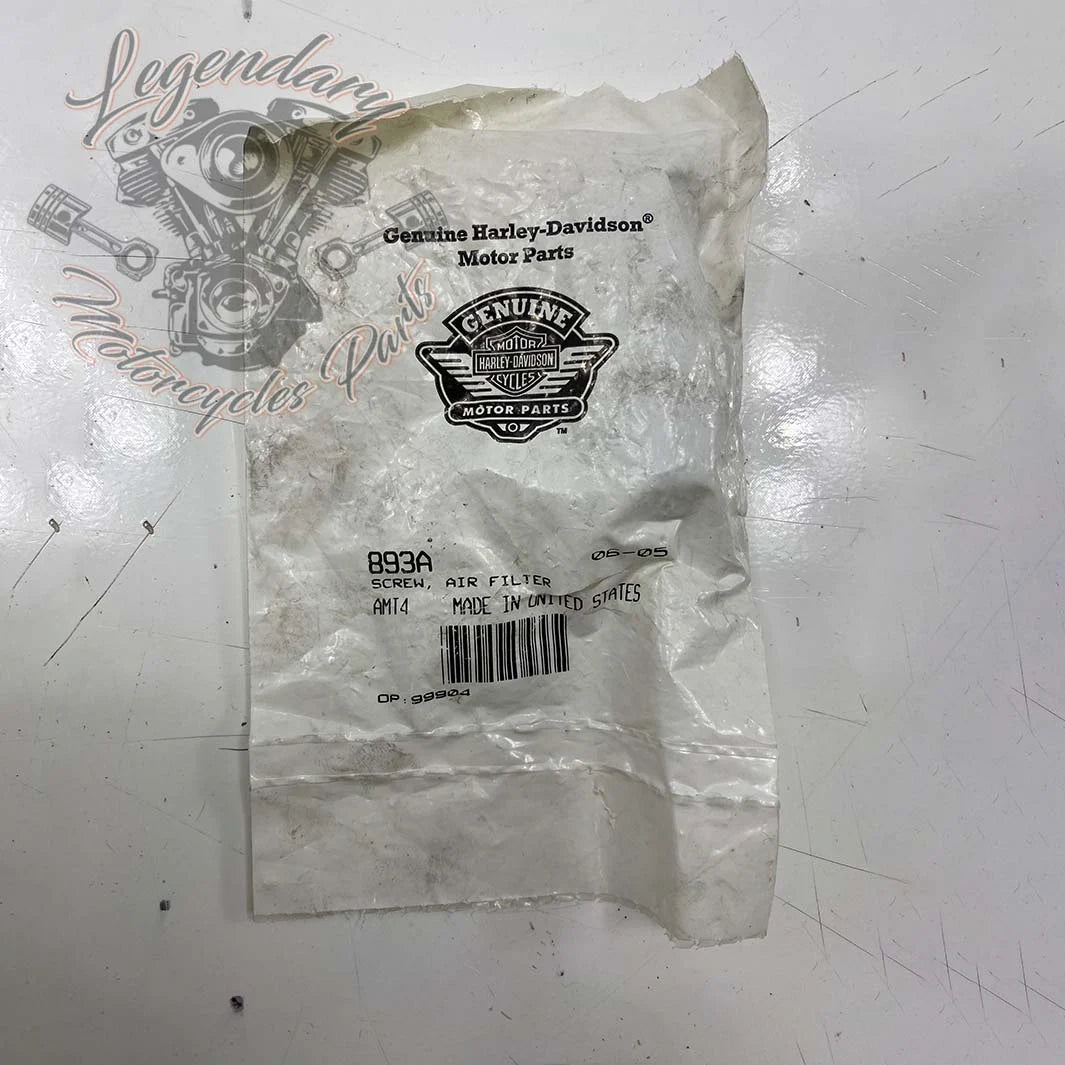 Legendary
Motorcycles Parts
Genuine Harley-Davidson®
Motor Parts
GENUINE
MOTOR
HARLEY-DAVIDSON
CYCLES
MOTOR PARTS
TM
893A 06-05
SCREW, AIR FILTER
AMT4 MADE IN UNITED STATES
OP: 99904